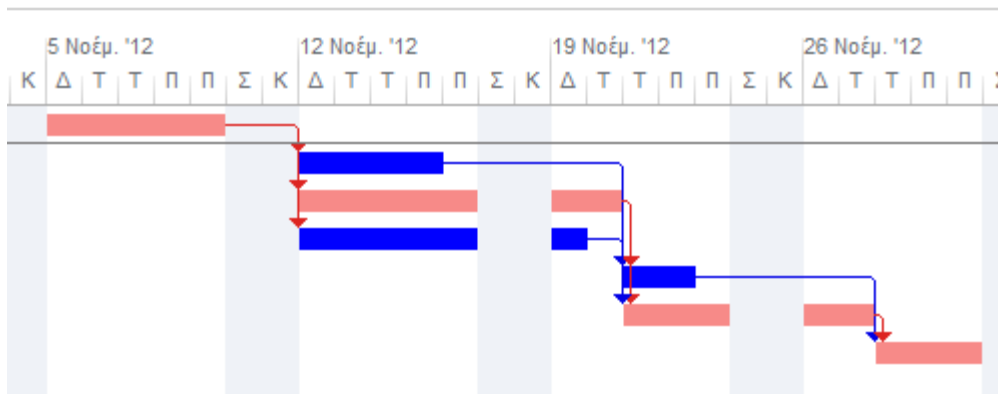 5 Νοέμ. '12 12 Νοέμ. '12 19 Νοέμ. '12 26 Νοέμ. '12
Κ Δ Τ Τ Π Π Σ Κ Δ Τ Τ Π Π Σ Κ Δ Τ Τ Π Π Σ Κ Δ Τ Τ Π Π Σ